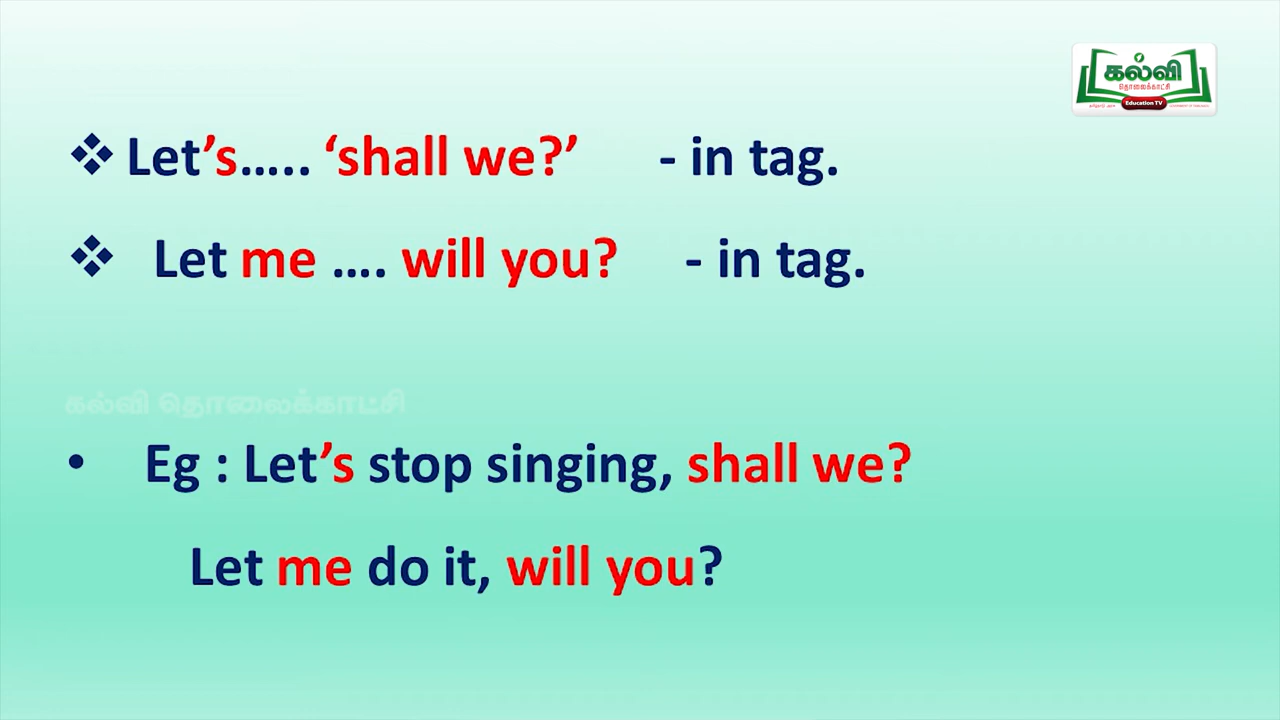 கல்வி
தொலைக்காட்சி
Education TV
❖ Let’s….. ‘shall we?’ - in tag.
❖ Let me …. will you? - in tag.
கல்வி தொலைக்காட்சி
• Eg : Let’s stop singing, shall we?
Let me do it, will you?